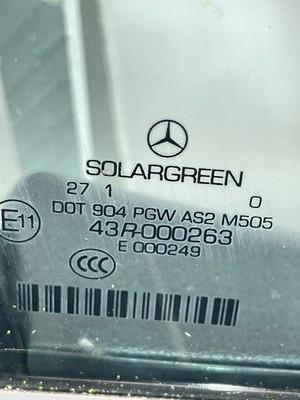 SOLARGREEN
27 1 0
DOT 904 PGW AS2 M505
E11
43R-000263
E 000249
CCC